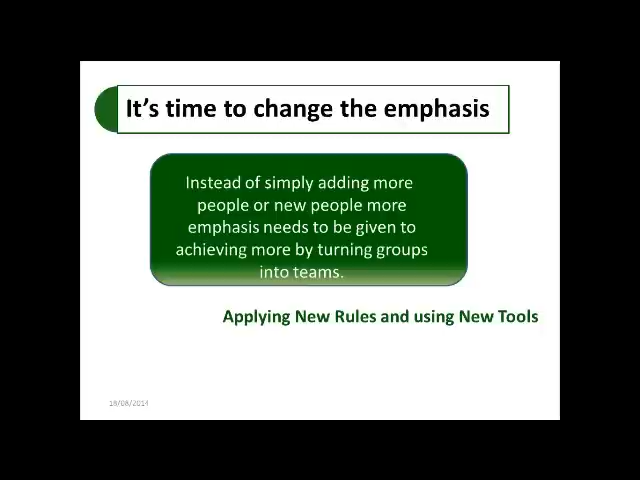 It's time to change the emphasis
Instead of simply adding more
people or new people more
emphasis needs to be given to
achieving more by turning groups
into teams.
Applying New Rules and using New Tools
18/08/2014